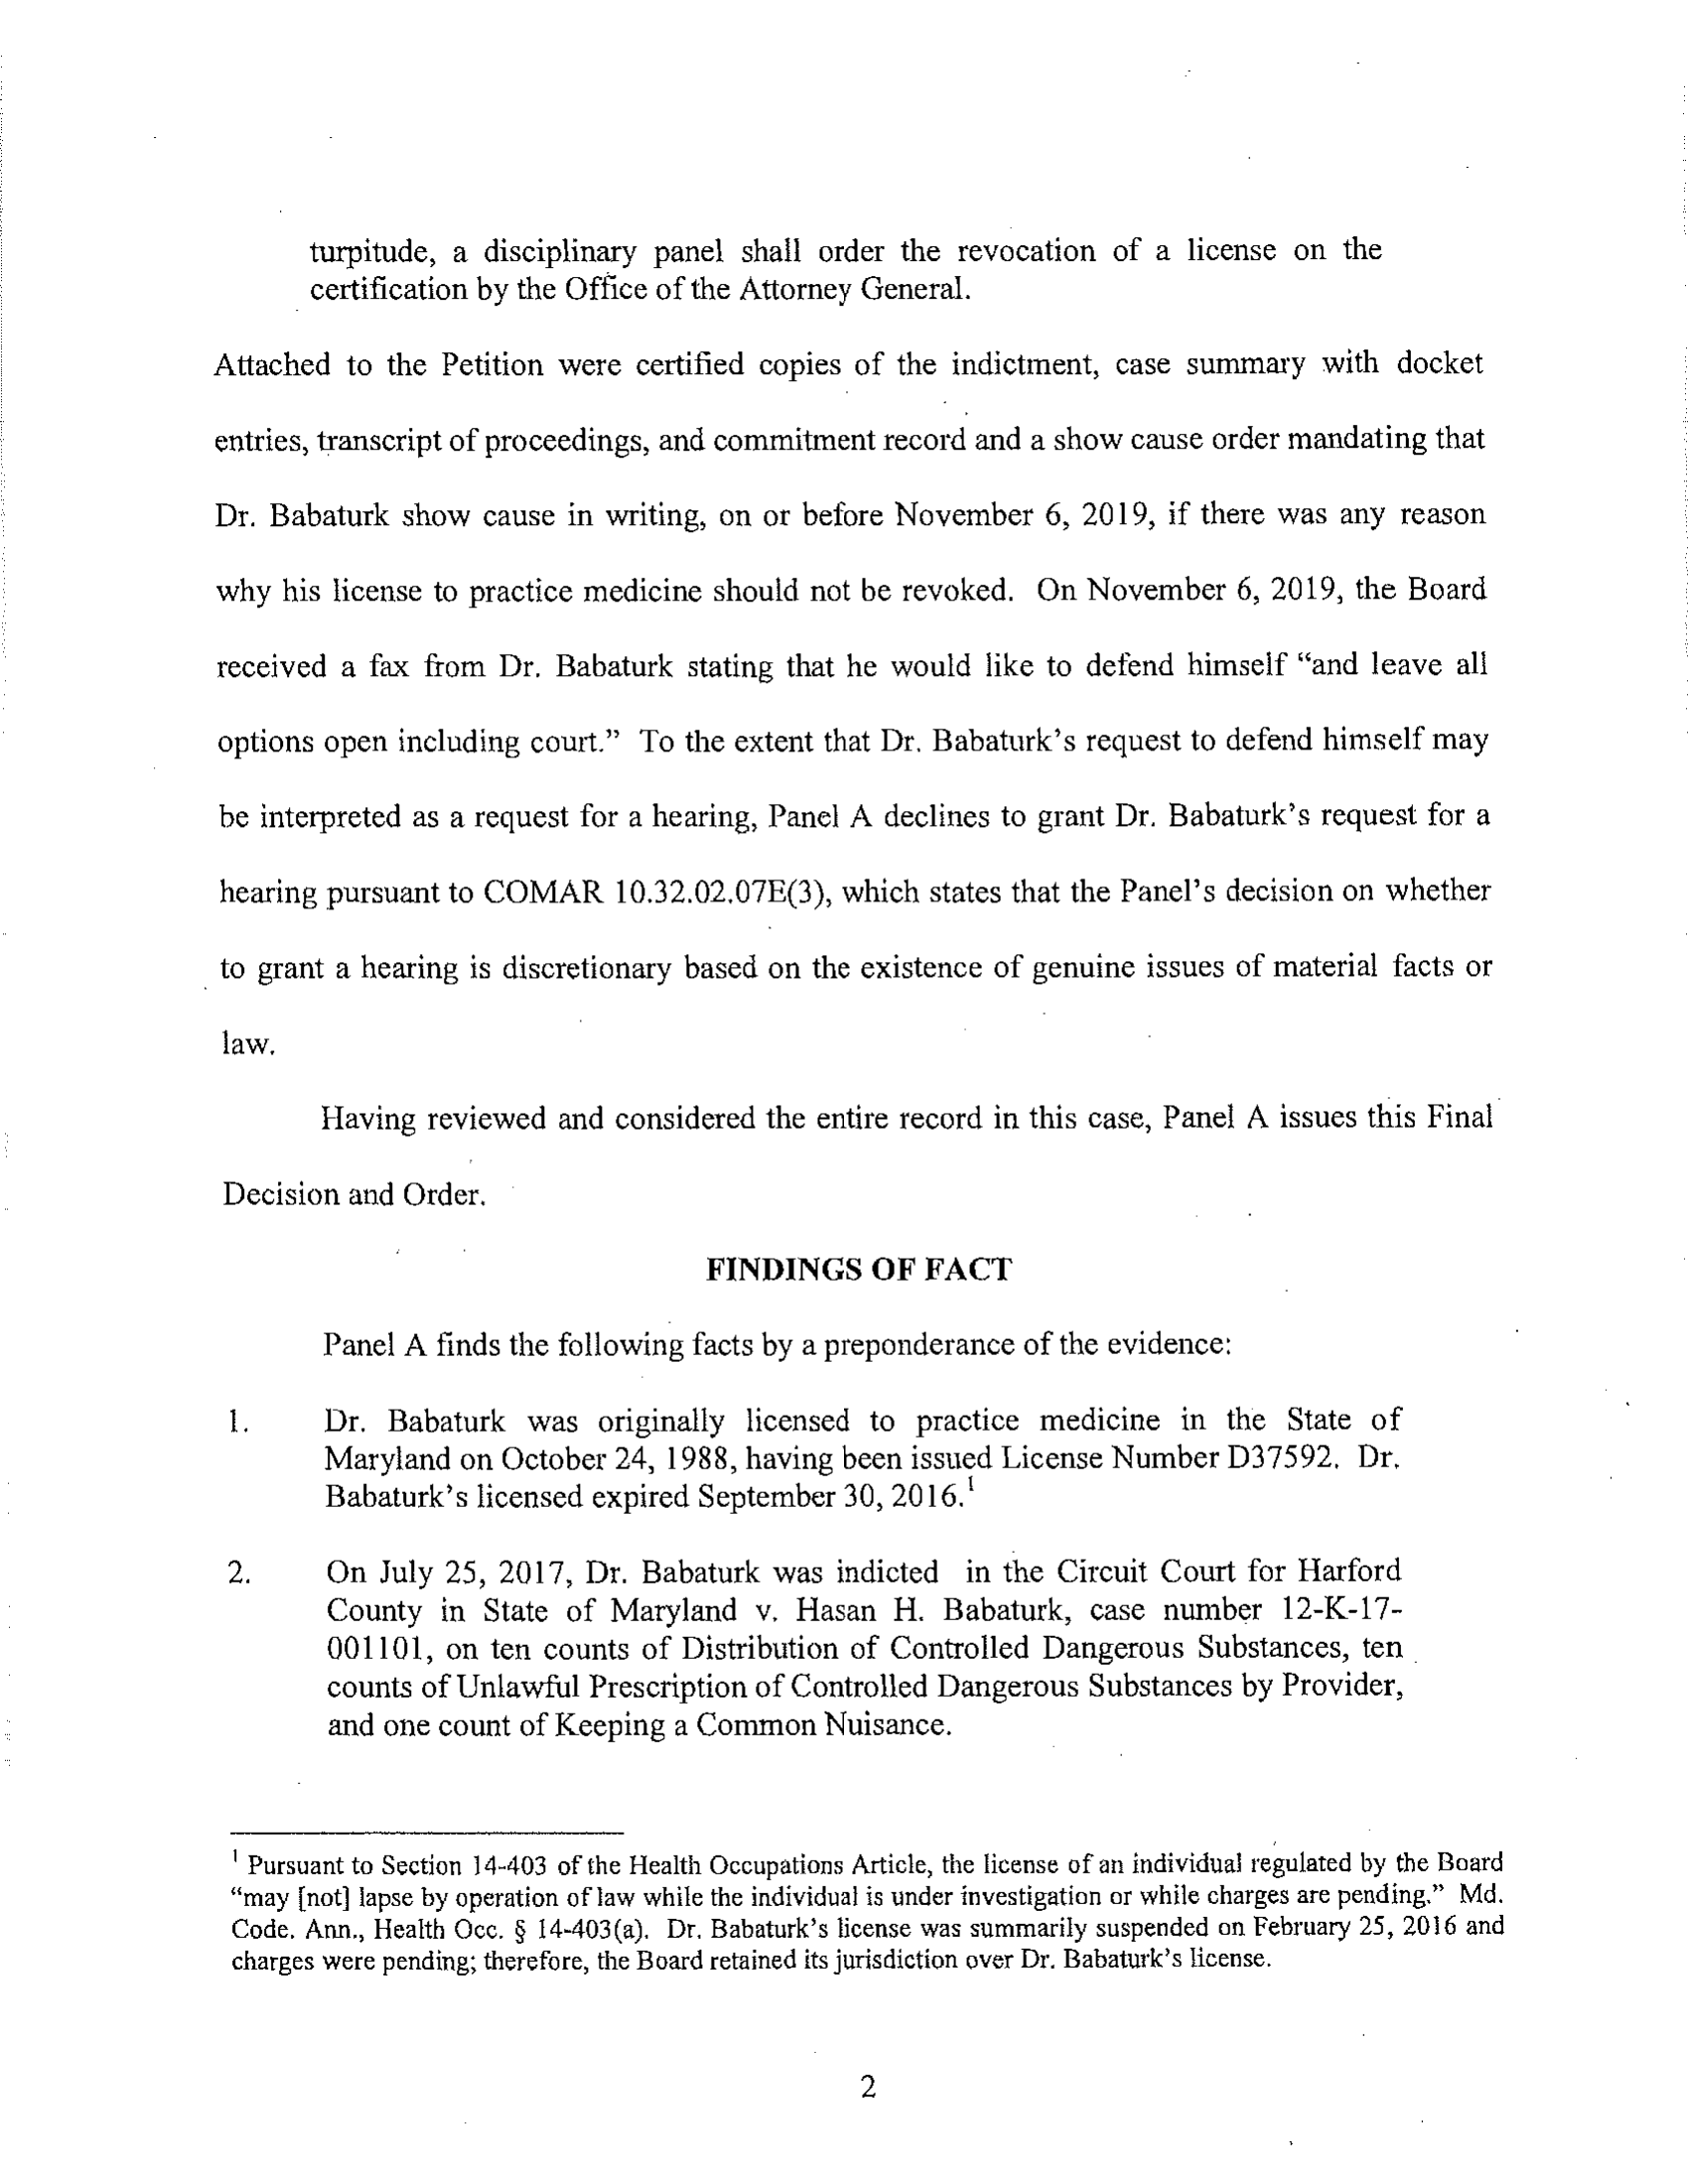 turpitude, a disciplinary panel shall order the revocation of a license on the
certification by the Office of the Attorney General.
Attached to the Petition were certified copies of the indictment, case summary with docket
entries, transcript of proceedings, and commitment record and a show cause order mandating that
Dr. Babaturk show cause in writing, on or before November 6, 2019, if there was any reason
why his license to practice medicine should not be revoked. On November 6, 2019, the Board
received a fax from Dr. Babaturk stating that he would like to defend himself “and leave all
options open including court.” To the extent that Dr. Babaturk’s request to defend himself may
be interpreted as a request for a hearing, Panel A declines to grant Dr. Babaturk’s request for a
hearing pursuant to COMAR 10.32.02.07E(3), which states that the Panel’s decision on whether
to grant a hearing is discretionary based on the existence of genuine issues of material facts or
law.
Having reviewed and considered the entire record in this case, Panel A issues this Final
Decision and Order.
FINDINGS OF FACT
Panel A finds the following facts by a preponderance of the evidence:
1. Dr. Babaturk was originally licensed to practice medicine in the State of
Maryland on October 24, 1988, having been issued License Number D37592. Dr.
Babaturk’s licensed expired September 30, 2016.¹
2. On July 25, 2017, Dr. Babaturk was indicted in the Circuit Court for Harford
County in State of Maryland v. Hasan H. Babaturk, case number 12-K-17-
001101, on ten counts of Distribution of Controlled Dangerous Substances, ten
counts of Unlawful Prescription of Controlled Dangerous Substances by Provider,
and one count of Keeping a Common Nuisance.
¹ Pursuant to Section 14-403 of the Health Occupations Article, the license of an individual regulated by the Board
“may [not] lapse by operation of law while the individual is under investigation or while charges are pending.” Md.
Code. Ann., Health Occ. § 14-403(a). Dr. Babaturk’s license was summarily suspended on February 25, 2016 and
charges were pending; therefore, the Board retained its jurisdiction over Dr. Babaturk’s license.
2